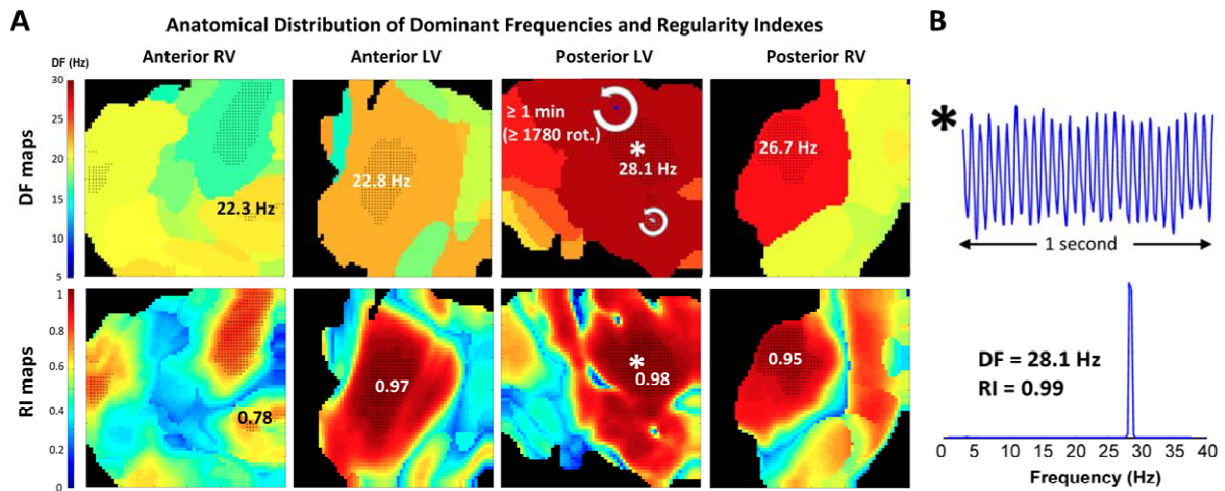 A
Anatomical Distribution of Dominant Frequencies and Regularity Indexes
B
Anterior RV
Anterior LV
Posterior LV
Posterior RV
DF (Hz)
30
25
20
15
10
5
DF maps
22.3 Hz
22.8 Hz
≥ 1 min
(≥ 1780 rot.)
*
28.1 Hz
26.7 Hz
*
1 second
1
0.8
0.6
0.4
0.2
0
RI maps
0.78
0.97
*
0.98
0.95
DF = 28.1 Hz
RI = 0.99
0 5 10 15 20 25 30 35 40
Frequency (Hz)